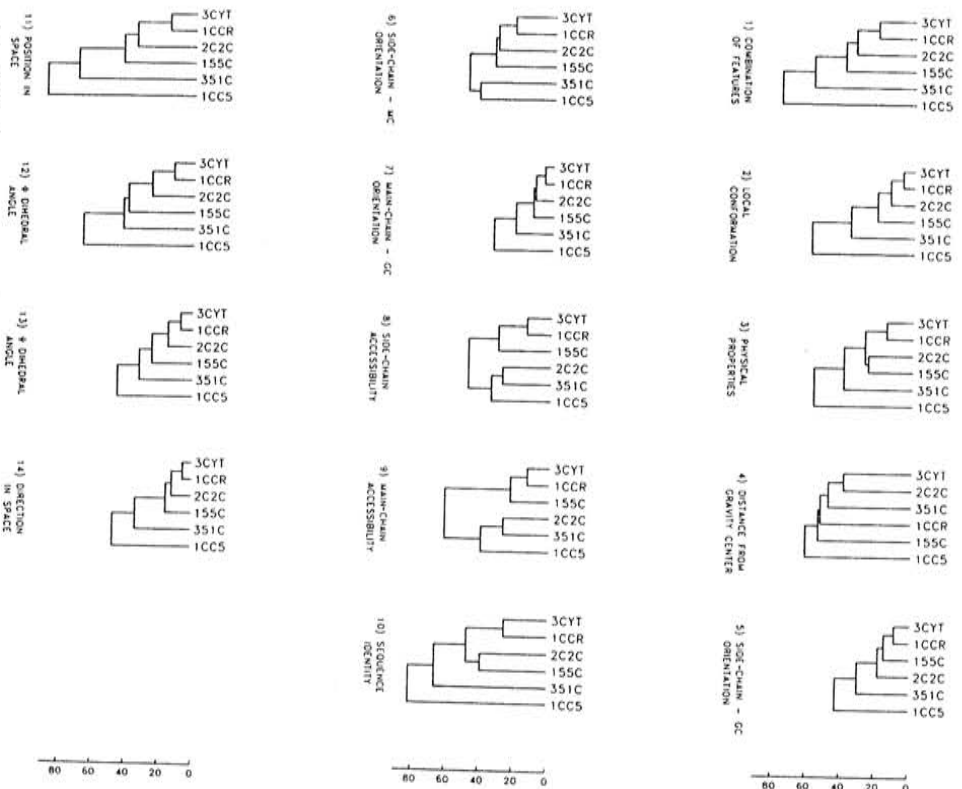 1) COMBINATION
OF FEATURES
3CYT
1CCR
2C2C
155C
351C
1CC5
2) LOCAL
CONFORMATION
3CYT
1CCR
2C2C
155C
351C
1CC5
3) PHYSICAL
PROPERTIES
3CYT
1CCR
2C2C
155C
351C
1CC5
4) DISTANCE FROM
GRAVITY CENTER
3CYT
2C2C
351C
1CCR
155C
1CC5
5) SIDE-CHAIN - GC
ORIENTATION
3CYT
1CCR
155C
2C2C
351C
1CC5
80 60 40 20 0
6) SIDE-CHAIN - MC
ORIENTATION
3CYT
1CCR
2C2C
155C
351C
1CC5
7) MAIN-CHAIN - GC
ORIENTATION
3CYT
1CCR
2C2C
155C
351C
1CC5
8) SIDE-CHAIN
ACCESSIBILITY
3CYT
1CCR
155C
2C2C
351C
1CC5
9) MAIN-CHAIN
ACCESSIBILITY
3CYT
1CCR
155C
2C2C
351C
1CC5
10) SEQUENCE
IDENTITY
3CYT
1CCR
2C2C
155C
351C
1CC5
80 60 40 20 0
11) POSITION IN
SPACE
3CYT
1CCR
2C2C
155C
351C
1CC5
12) Φ DIHEDRAL
ANGLE
3CYT
1CCR
2C2C
155C
351C
1CC5
13) Ψ DIHEDRAL
ANGLE
3CYT
1CCR
2C2C
155C
351C
1CC5
14) DIRECTION
IN SPACE
3CYT
1CCR
2C2C
155C
351C
1CC5
80 60 40 20 0